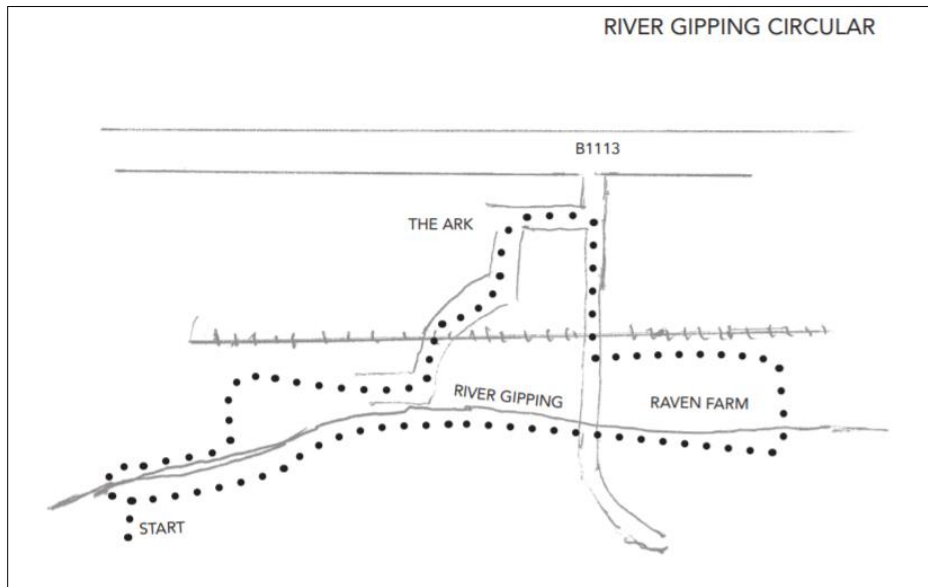 RIVER GIPPING CIRCULAR
B1113
THE ARK
RIVER GIPPING
RAVEN FARM
START